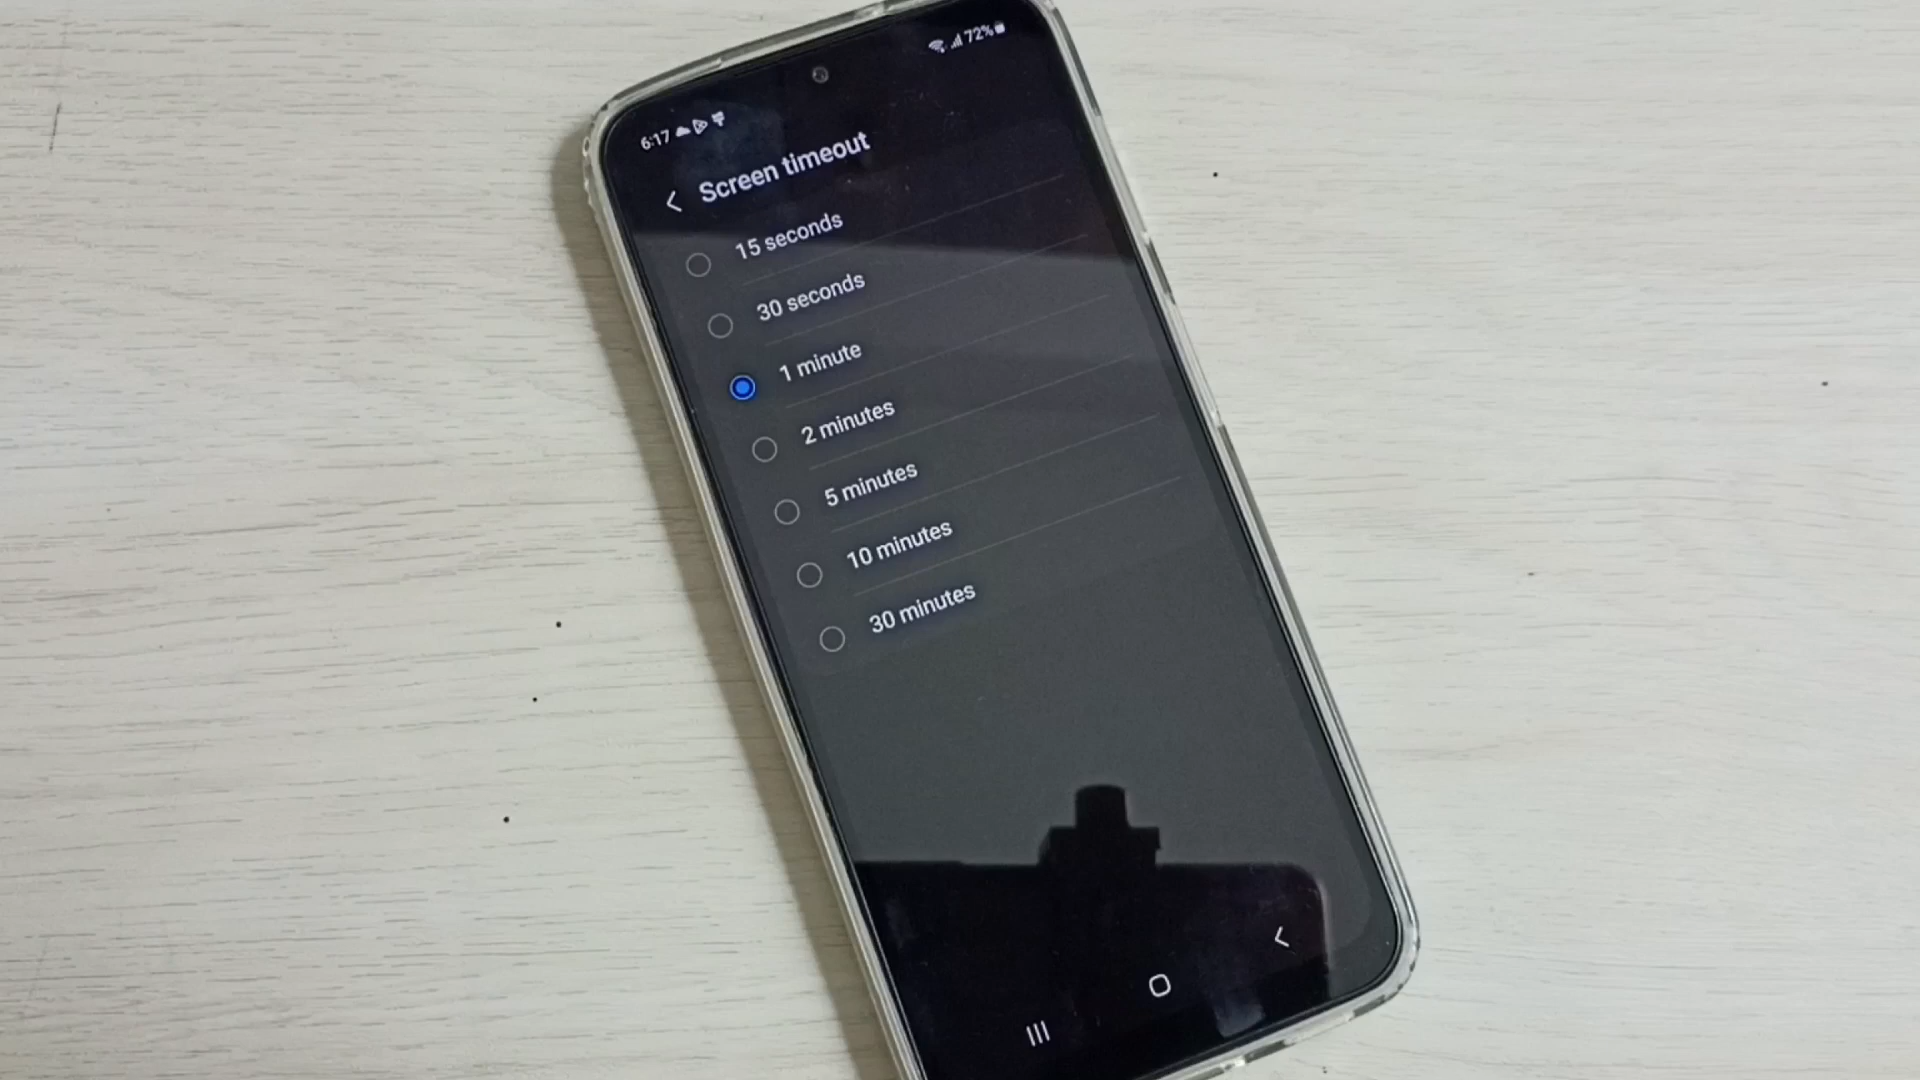 6:17
72%
Screen timeout
15 seconds
30 seconds
1 minute
2 minutes
5 minutes
10 minutes
30 minutes